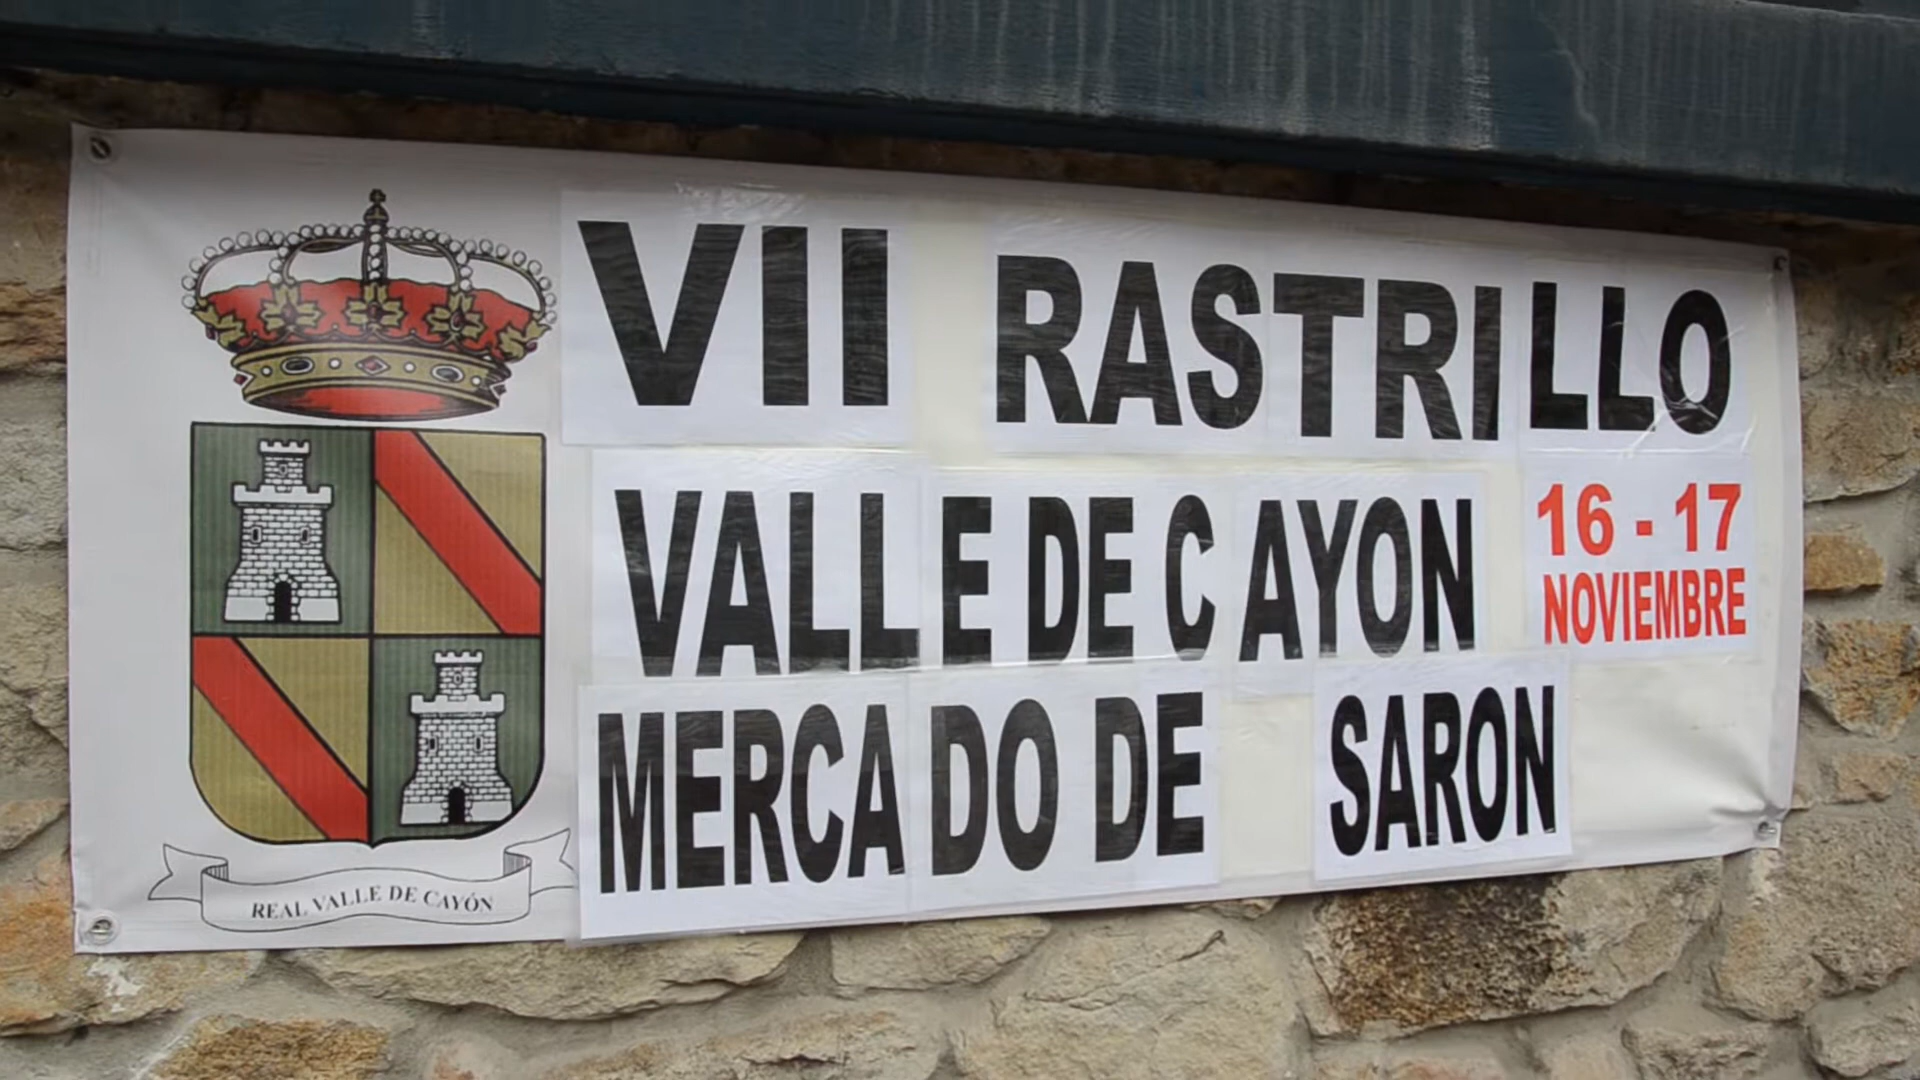 VII RASTRILLO
VALLE DE CAYON
16 - 17
NOVIEMBRE
MERCADO DE SARON
REAL VALLE DE CAYÓN